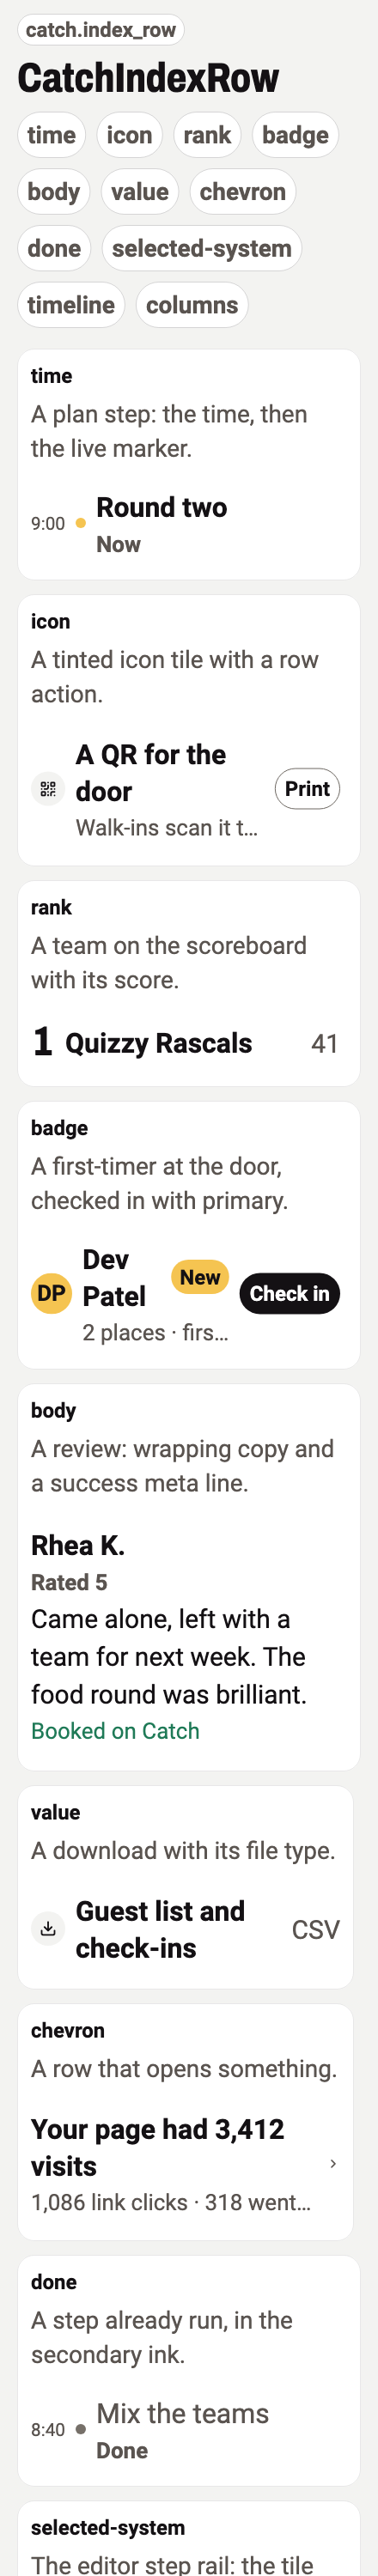 catch.index_row
CatchIndexRow
time icon rank badge
body value chevron
done selected-system
timeline columns
time
A plan step: the time, then
the live marker.
9:00 Round two
Now
icon
A tinted icon tile with a row
action.
A QR for the
door
Print
Walk-ins scan it t...
rank
A team on the scoreboard
with its score.
1 Quizzy Rascals 41
badge
A first-timer at the door,
checked in with primary.
DP Dev
Patel
New
Check in
2 places · firs...
body
A review: wrapping copy and
a success meta line.
Rhea K.
Rated 5
Came alone, left with a
team for next week. The
food round was brilliant.
Booked on Catch
value
A download with its file type.
Guest list and
check-ins
CSV
chevron
A row that opens something.
Your page had 3,412
visits
1,086 link clicks · 318 went...
done
A step already run, in the
secondary ink.
8:40 Mix the teams
Done
selected-system
The editor step rail: the tile